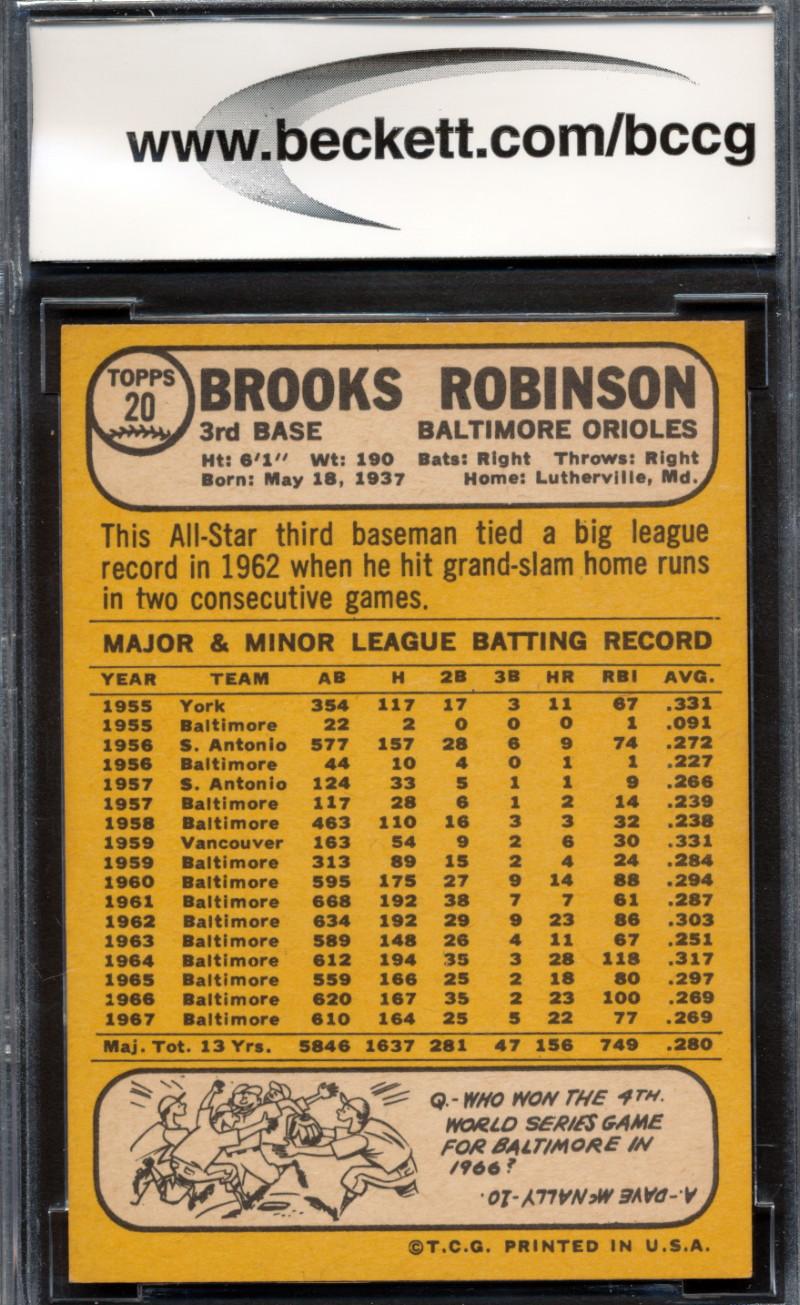 www.beckett.com/bccg
TOPPS
20
BROOKS ROBINSON
3rd BASE BALTIMORE ORIOLES
Ht: 6'1" Wt: 190 Bats: Right Throws: Right
Born: May 18, 1937 Home: Lutherville, Md.
This All-Star third baseman tied a big league
record in 1962 when he hit grand-slam home runs
in two consecutive games.
MAJOR & MINOR LEAGUE BATTING RECORD
YEAR TEAM AB H 2B 3B HR RBI AVG.
1955 York 354 117 17 3 11 67 .331
1955 Baltimore 22 2 0 0 0 1 .091
1956 S. Antonio 577 157 28 6 9 74 .272
1956 Baltimore 44 10 4 0 1 1 .227
1957 S. Antonio 124 33 5 1 1 9 .266
1957 Baltimore 117 28 6 1 2 14 .239
1958 Baltimore 463 110 16 3 3 32 .238
1959 Vancouver 163 54 9 2 6 30 .331
1959 Baltimore 313 89 15 2 4 24 .284
1960 Baltimore 595 175 27 9 14 88 .294
1961 Baltimore 668 192 38 7 7 61 .287
1962 Baltimore 634 192 29 9 23 86 .303
1963 Baltimore 589 148 26 4 11 67 .251
1964 Baltimore 612 194 35 3 28 118 .317
1965 Baltimore 559 166 25 2 18 80 .297
1966 Baltimore 620 167 35 2 23 100 .269
1967 Baltimore 610 164 25 5 22 77 .269
Maj. Tot. 13 Yrs. 5846 1637 281 47 156 749 .280
Q.-WHO WON THE 4TH.
WORLD SERIES GAME
FOR BALTIMORE IN
1966?
A.-DAVE McNALLY-10.
©T.C.G. PRINTED IN U.S.A.